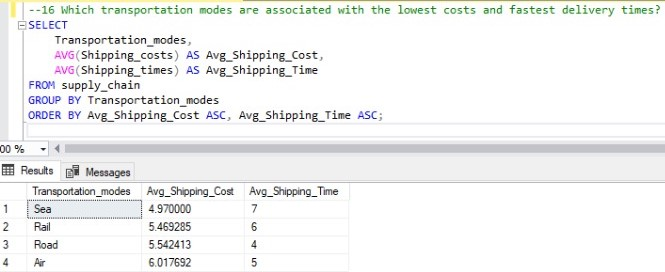 --16 Which transportation modes are associated with the lowest costs and fastest delivery times?
SELECT
Transportation_modes,
AVG(Shipping_costs) AS Avg_Shipping_Cost,
AVG(Shipping_times) AS Avg_Shipping_Time
FROM supply_chain
GROUP BY Transportation_modes
ORDER BY Avg_Shipping_Cost ASC, Avg_Shipping_Time ASC;
00 %
Results Messages
Transportation_modes Avg_Shipping_Cost Avg_Shipping_Time
1 Sea 4.970000 7
2 Rail 5.469285 6
3 Road 5.542413 4
4 Air 6.017692 5